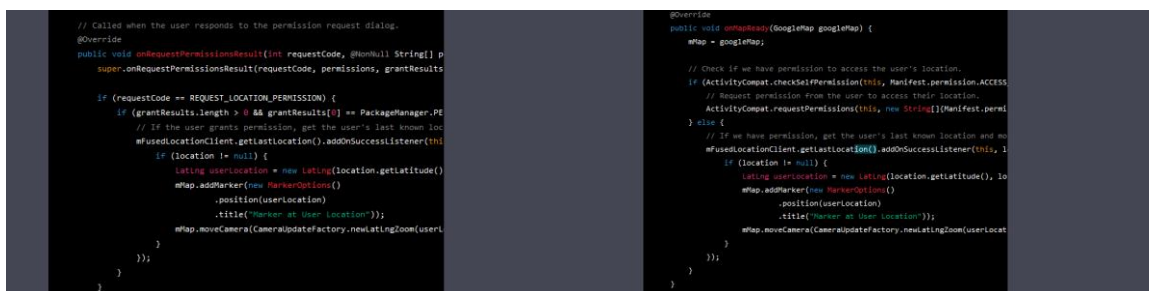 // Called when the user responds to the permission request dialog.
@Override
public void onRequestPermissionsResult(int requestCode, @NonNull String[] p
super.onRequestPermissionsResult(requestCode, permissions, grantResults
if (requestCode == REQUEST_LOCATION_PERMISSION) {
if (grantResults.length > 0 && grantResults[0] == PackageManager.PE
// If the user grants permission, get the user's last known loc
mFusedLocationClient.getLastLocation().addOnSuccessListener(thi
if (location != null) {
LatLng userLocation = new LatLng(location.getLatitude()
mMap.addMarker(new MarkerOptions()
.position(userLocation)
.title("Marker at User Location"));
mMap.moveCamera(CameraUpdateFactory.newLatLngZoom(userL
}
});
}
}
@Override
public void onMapReady(GoogleMap googleMap) {
mMap = googleMap;
// Check if we have permission to access the user's location.
if (ActivityCompat.checkSelfPermission(this, Manifest.permission.ACCESS
// Request permission from the user to access their location.
ActivityCompat.requestPermissions(this, new String[]{Manifest.permi
} else {
// If we have permission, get the user's last known location and mo
mFusedLocationClient.getLastLocation().addOnSuccessListener(this, l
if (location != null) {
LatLng userLocation = new LatLng(location.getLatitude(), lo
mMap.addMarker(new MarkerOptions()
.position(userLocation)
.title("Marker at User Location"));
mMap.moveCamera(CameraUpdateFactory.newLatLngZoom(userLocat
}
});
}
}